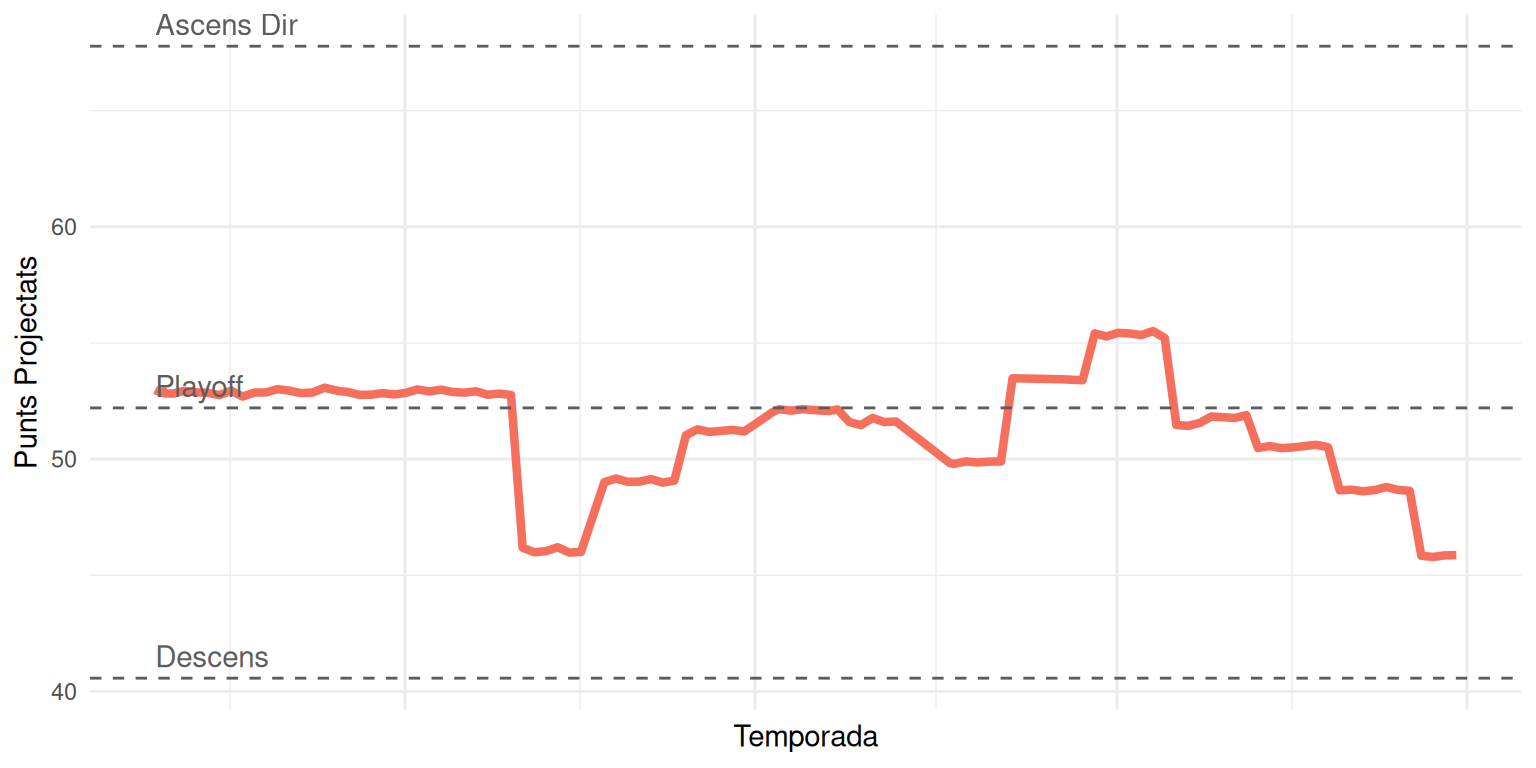 Ascens Dir
60
Playoff
50
Descens
40
Punts Projectats
Temporada